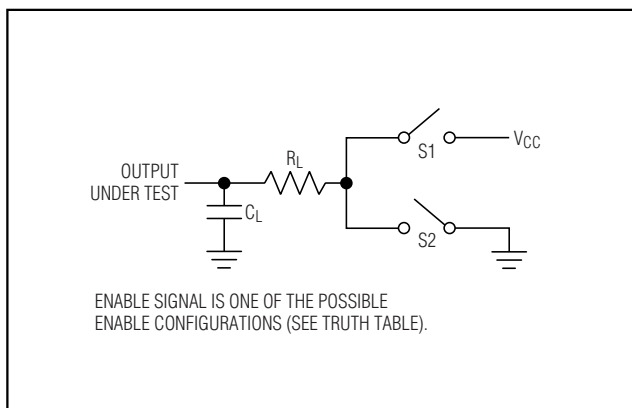 OUTPUT
UNDER TEST
RL
CL
S1
VCC
S2
ENABLE SIGNAL IS ONE OF THE POSSIBLE
ENABLE CONFIGURATIONS (SEE TRUTH TABLE).